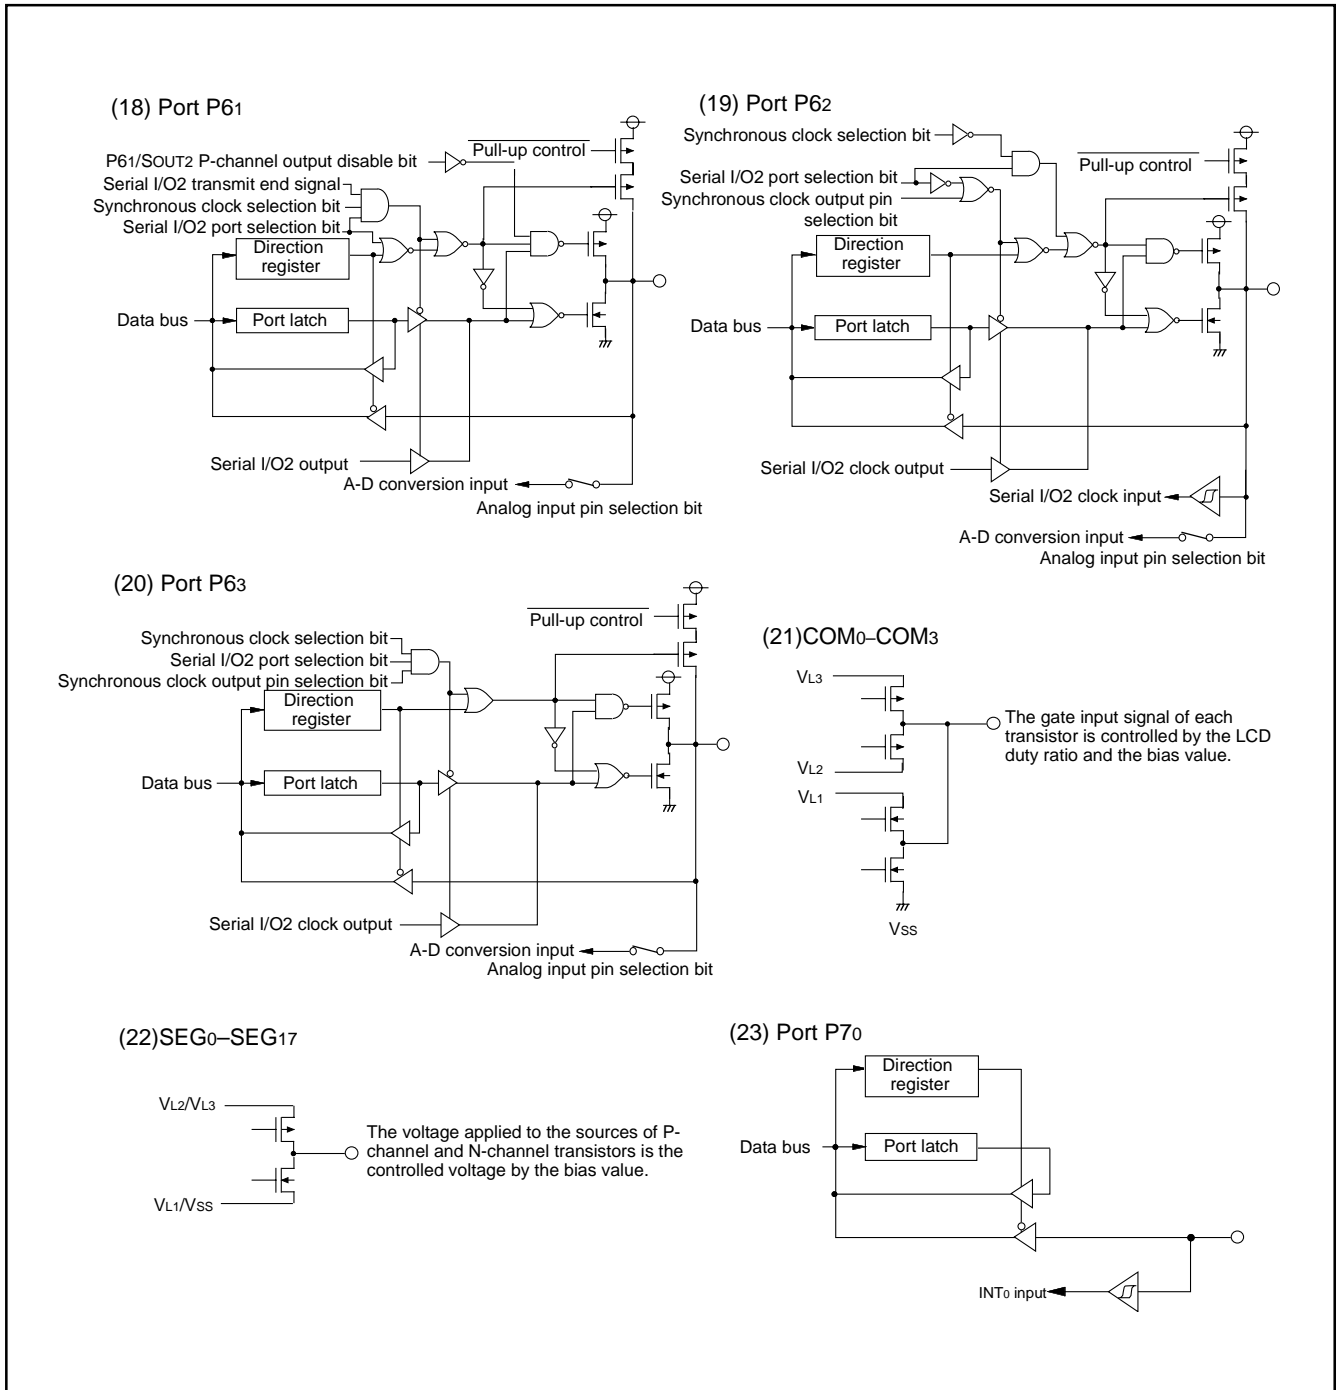 (18) Port P61
Pull-up control
P61/SOUT2 P-channel output disable bit
Serial I/O2 transmit end signal
Synchronous clock selection bit
Serial I/O2 port selection bit
Direction
register
Data bus
Port latch
Serial I/O2 output
A-D conversion input
Analog input pin selection bit
(19) Port P62
Synchronous clock selection bit
Pull-up control
Serial I/O2 port selection bit
Synchronous clock output pin
selection bit
Direction
register
Data bus
Port latch
Serial I/O2 clock output
Serial I/O2 clock input
A-D conversion input
Analog input pin selection bit
(20) Port P63
Pull-up control
Synchronous clock selection bit
Serial I/O2 port selection bit
Synchronous clock output pin selection bit
Direction
register
Data bus
Port latch
Serial I/O2 clock output
A-D conversion input
Analog input pin selection bit
(21)COM0–COM3
VL3
VL2
VL1
VSS
The gate input signal of each
transistor is controlled by the LCD
duty ratio and the bias value.
(22)SEG0–SEG17
VL2/VL3
VL1/VSS
The voltage applied to the sources of P-
channel and N-channel transistors is the
controlled voltage by the bias value.
(23) Port P70
Direction
register
Data bus
Port latch
INT0 input